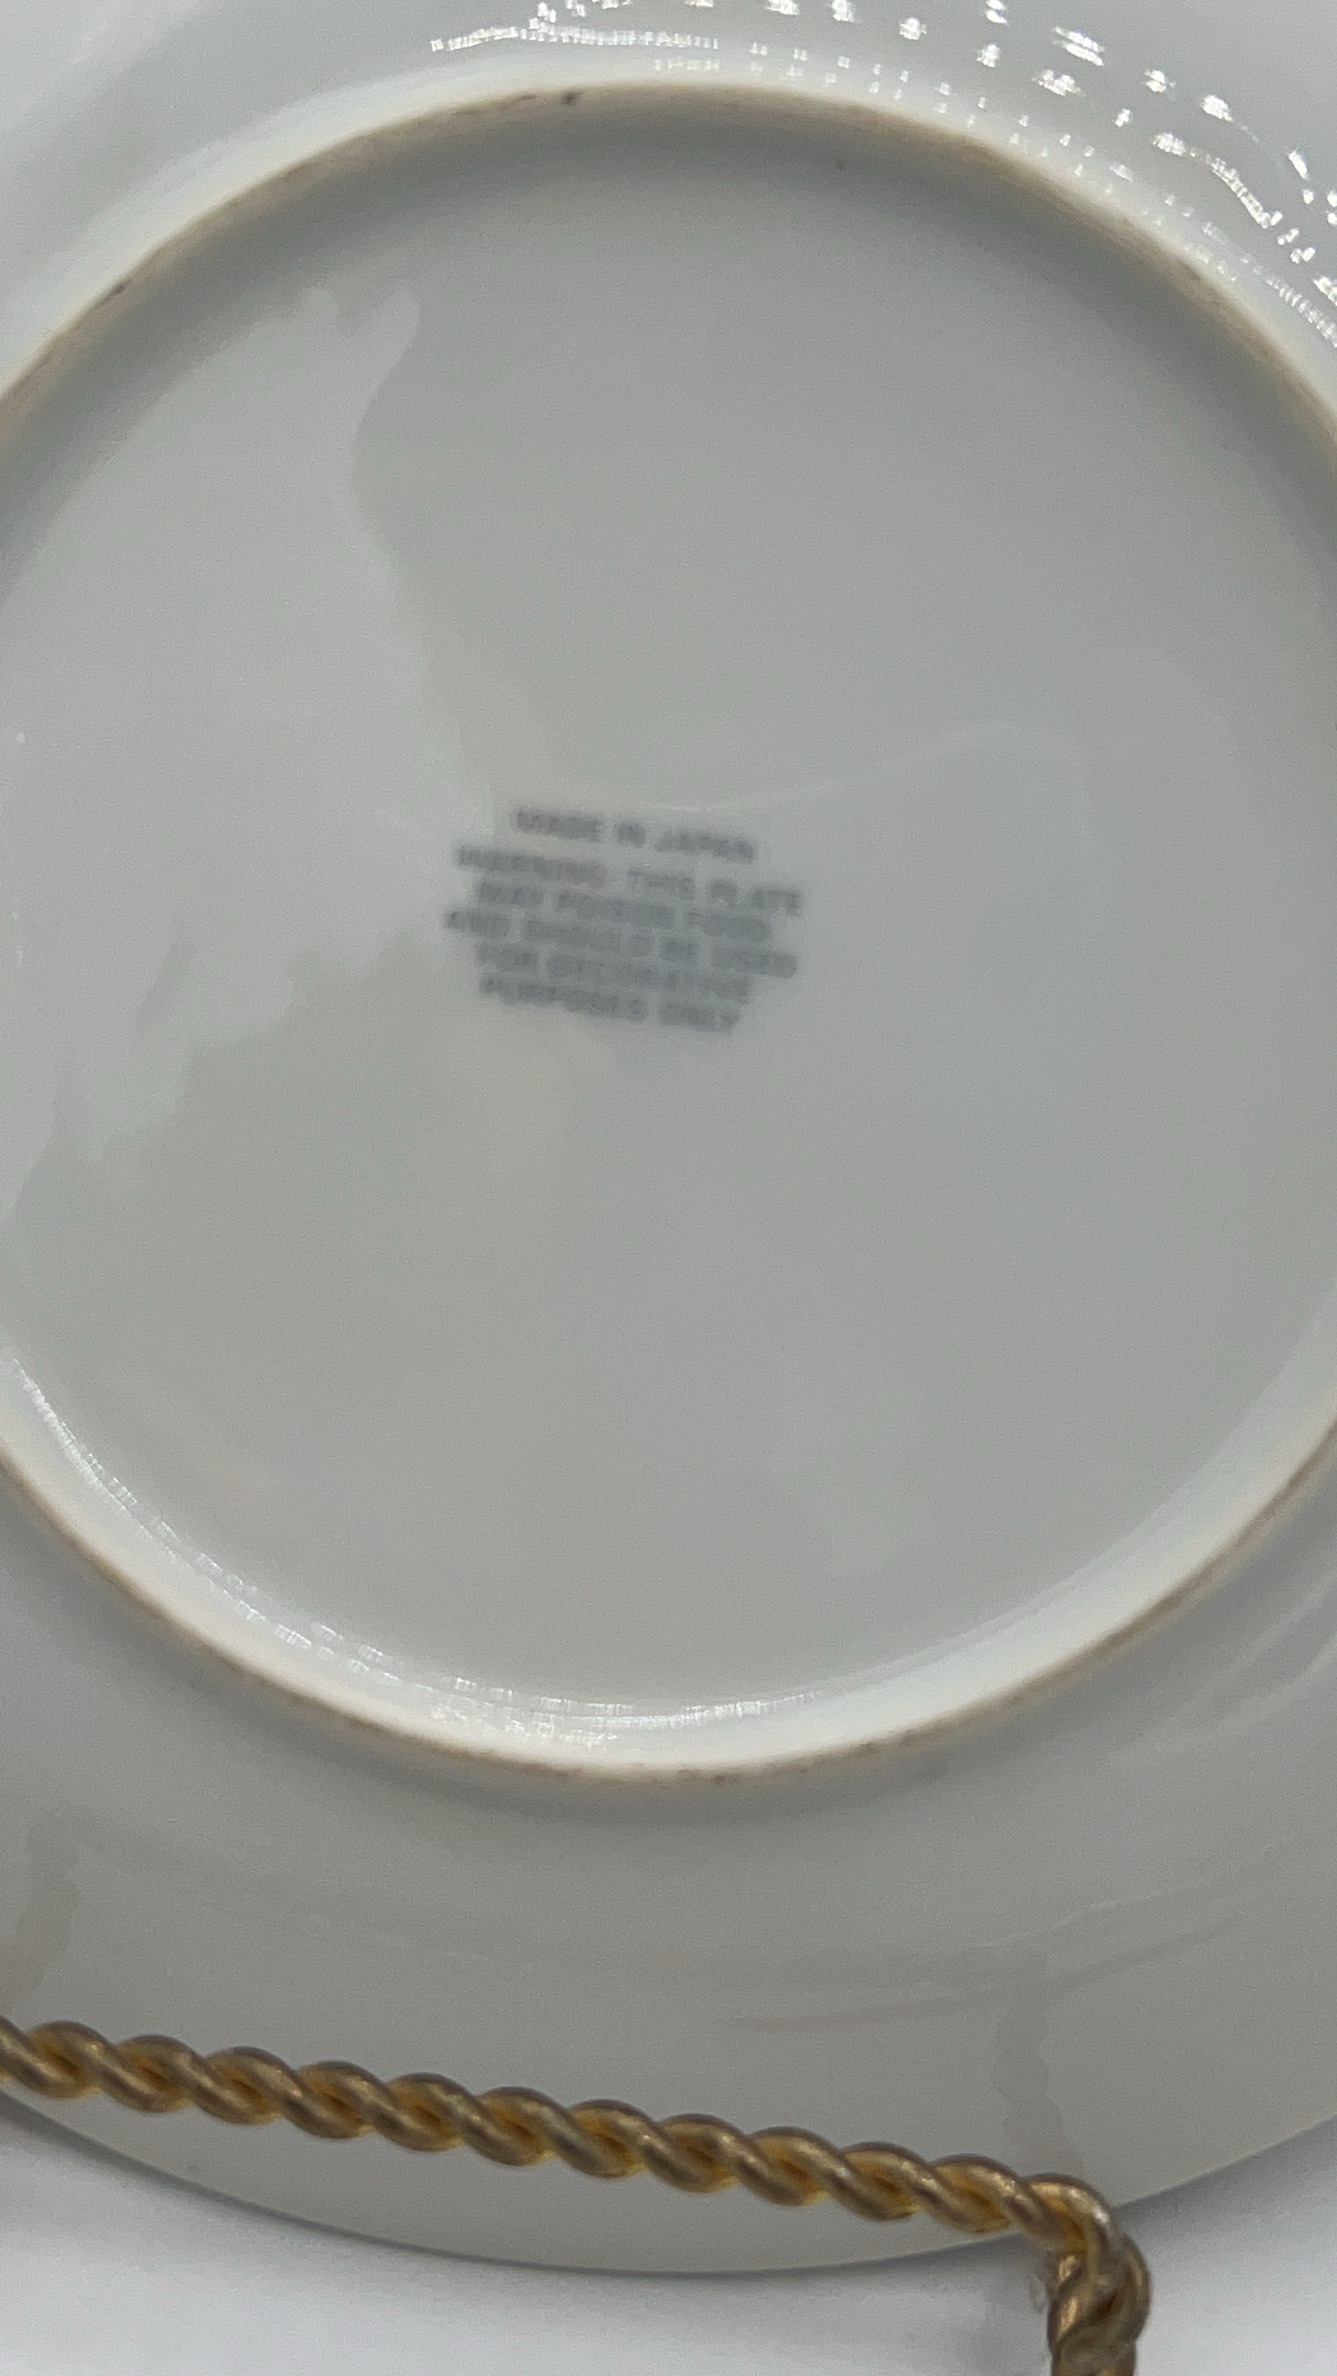 MADE IN JAPAN
WARNING: THIS PLATE
MAY POISON FOOD
AND SHOULD BE USED
FOR DECORATIVE
PURPOSES ONLY